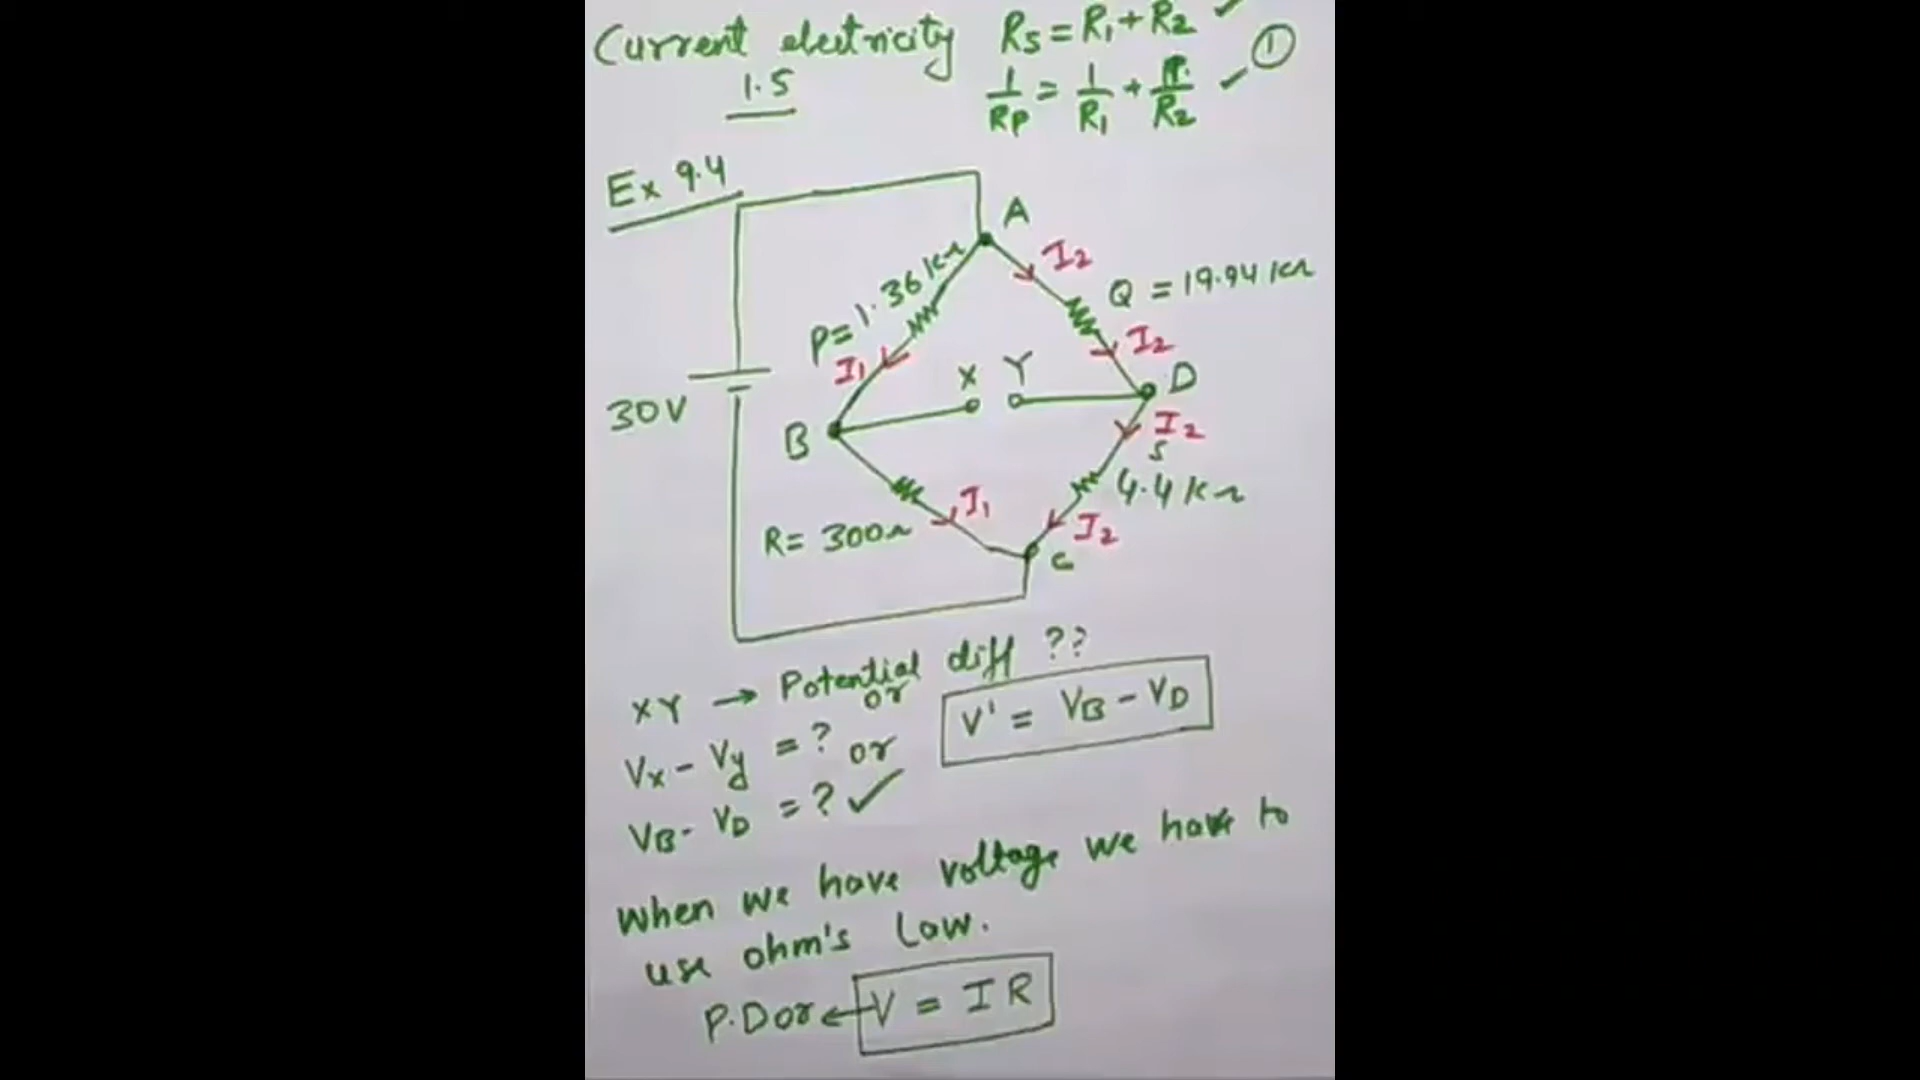 Current electricity
1.5
Rs = R1 + R2 ✓
1/Rp = 1/R1 + 1/R2 ✓
1
Ex 9.4
A
I2
P = 1.36 kΩ
Q = 19.94 kΩ
I1
I2
X Y
D
30V
B
I2
S
4.4 kΩ
I1
R = 300Ω
I2
C
XY → Potential diff ??
or
V' = VB - VD
Vx - Vy = ? or
VB - VD = ? ✓
When we have voltage we have to
use ohm's law.
P.D or ← V = IR